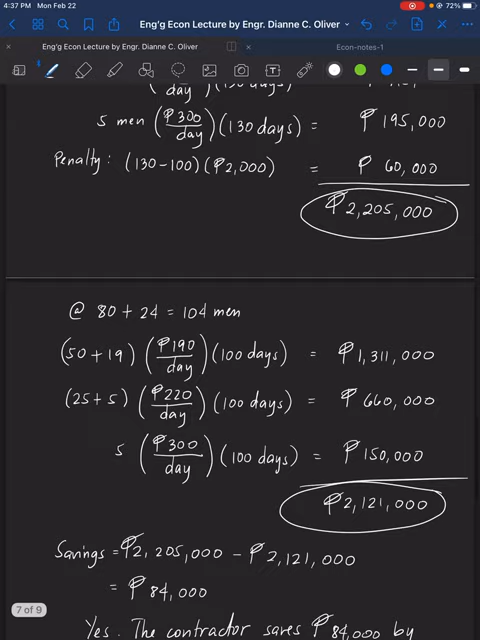 4:37 PM Mon Feb 22
72%
Eng'g Econ Lecture by Engr. Dianne C. Oliver
Eng'g Econ Lecture by Engr. Dianne C. Oliver
Econ-notes-1
day
5 men (₱300/day) (130 days) = ₱ 195,000
Penalty: (130-100) (₱2,000) = ₱ 60,000
₱2,205,000
@ 80 + 24 = 104 men
(50 + 19) (₱190/day) (100 days) = ₱1,311,000
(25 + 5) (₱220/day) (100 days) = ₱ 660,000
5 (₱300/day) (100 days) = ₱ 150,000
₱2,121,000
Savings = ₱2,205,000 - ₱2,121,000
= ₱ 84,000
7 of 9
Yes. The contractor saves ₱84,000 by